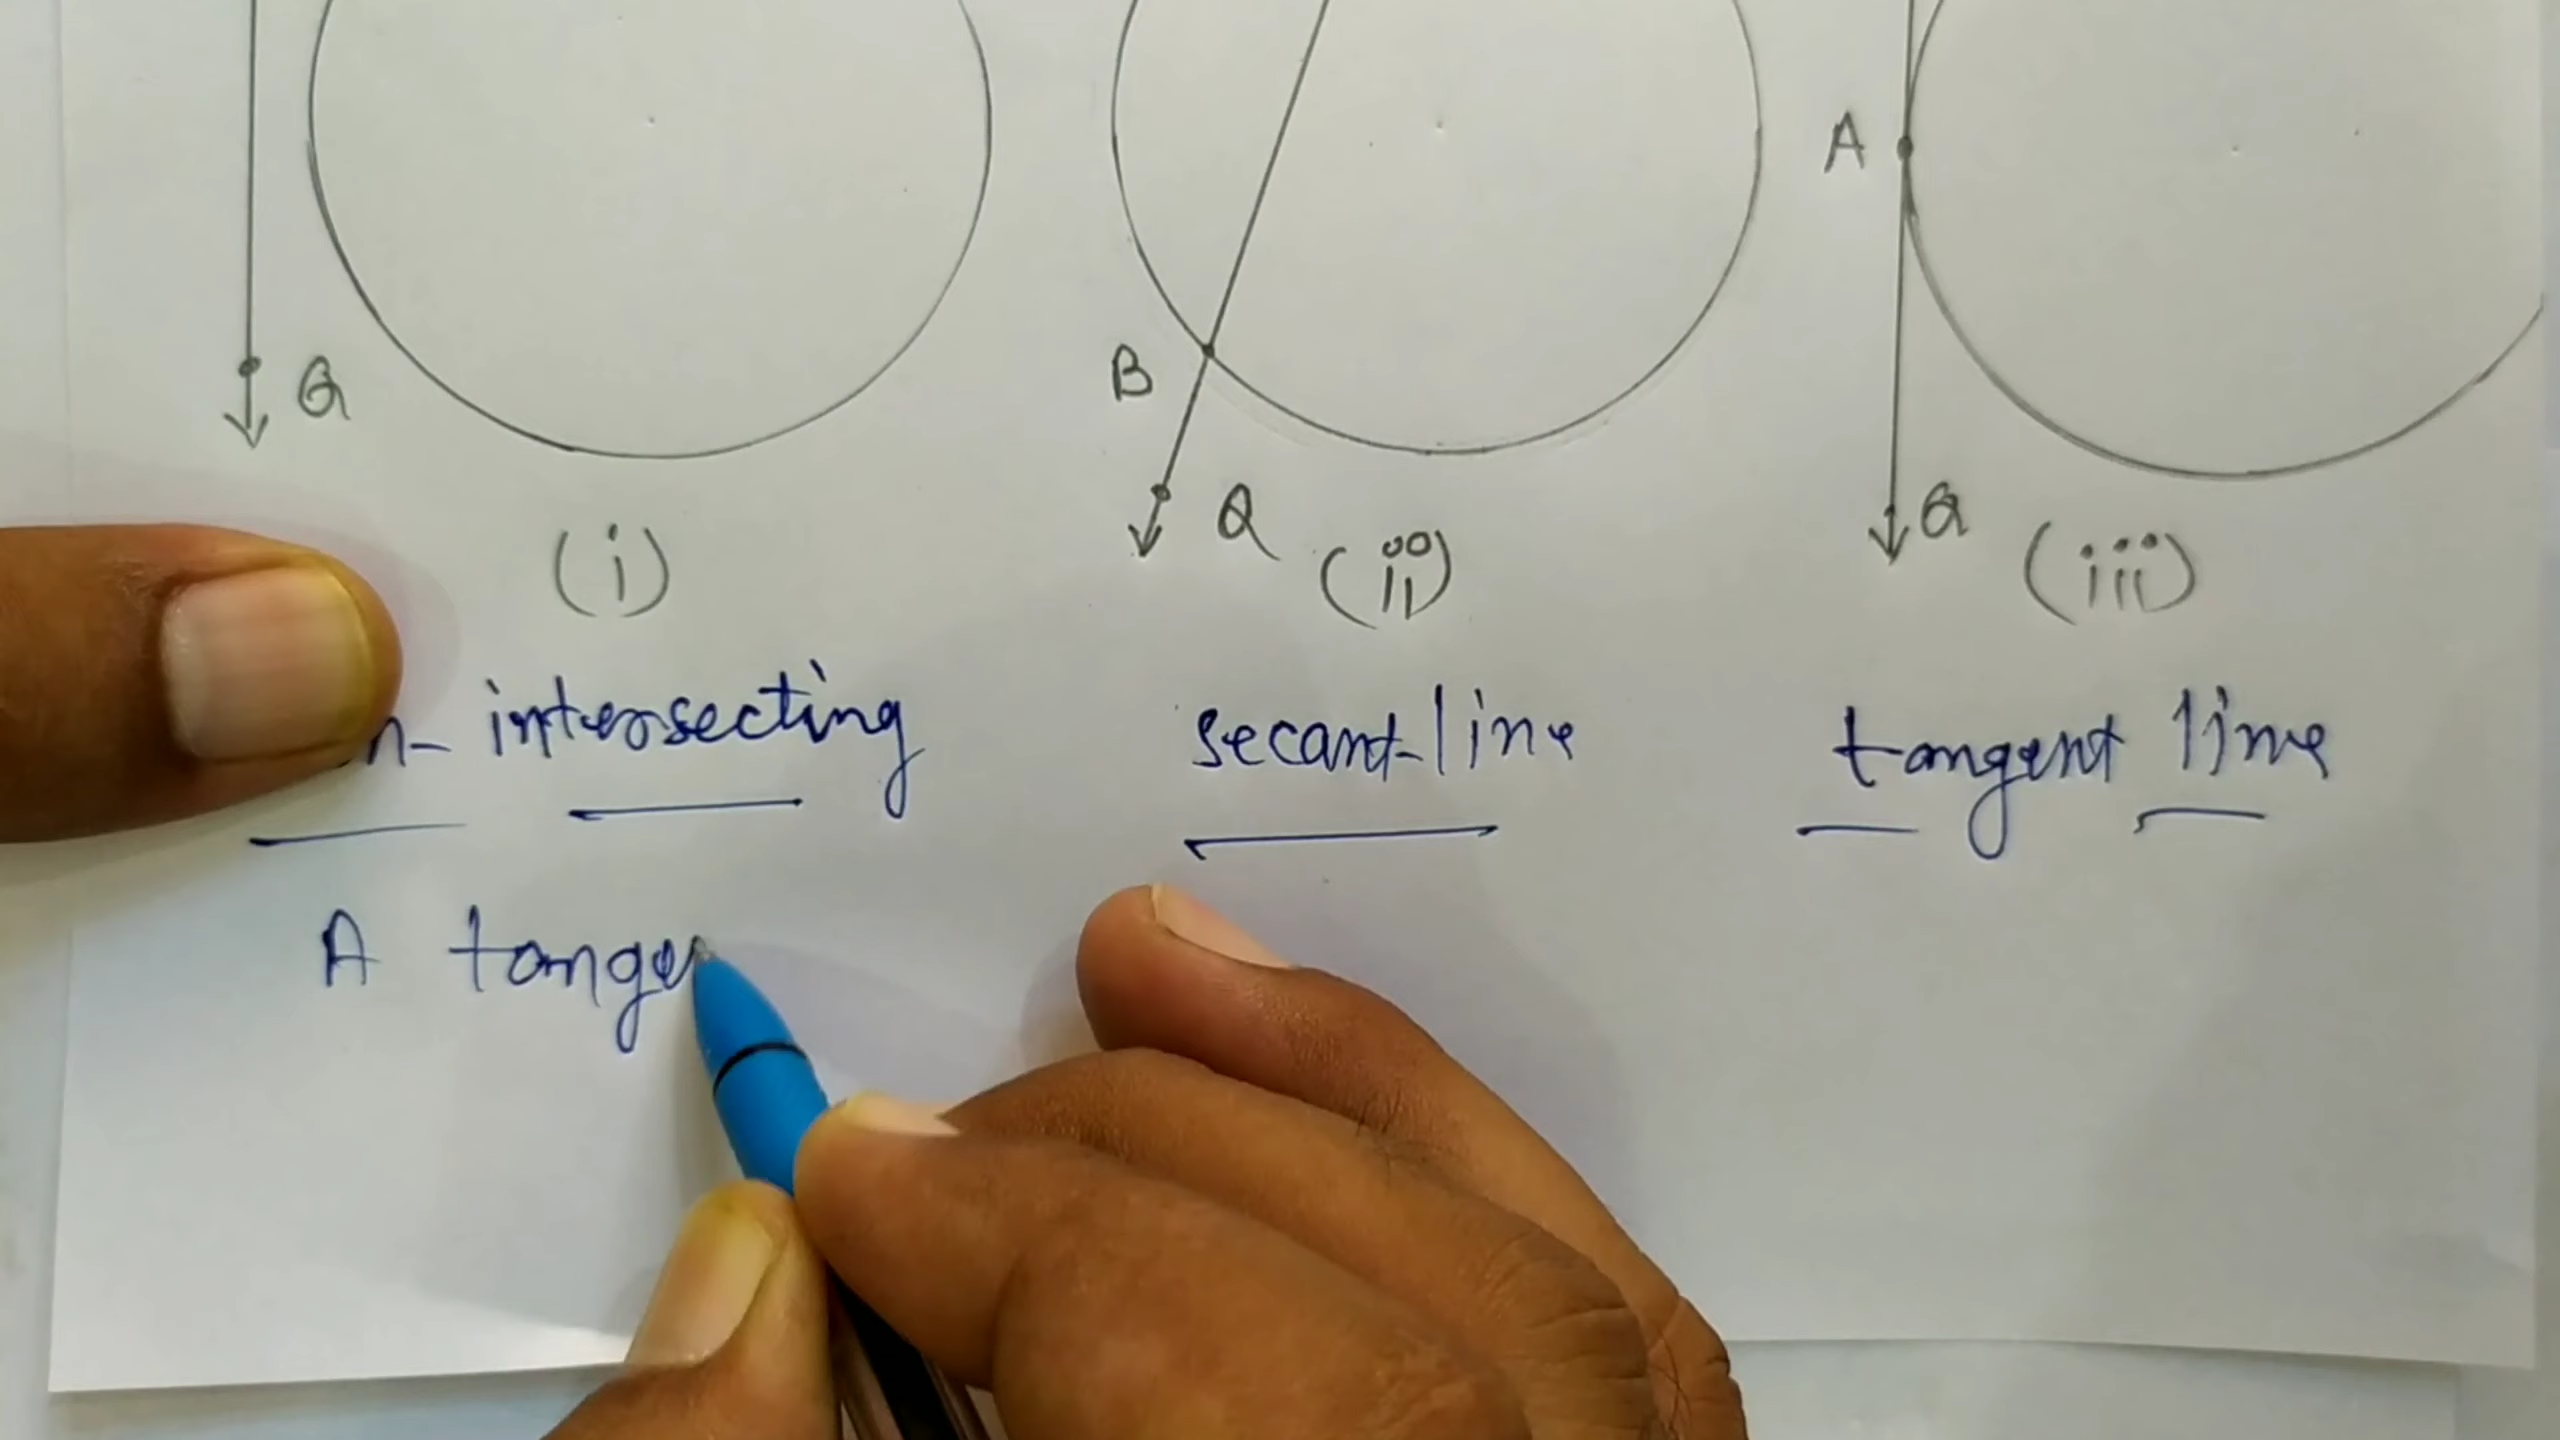 A
B
Q
Q
Q
(i)
(ii)
(iii)
n- intersecting
secant-line
tangent line
A tange